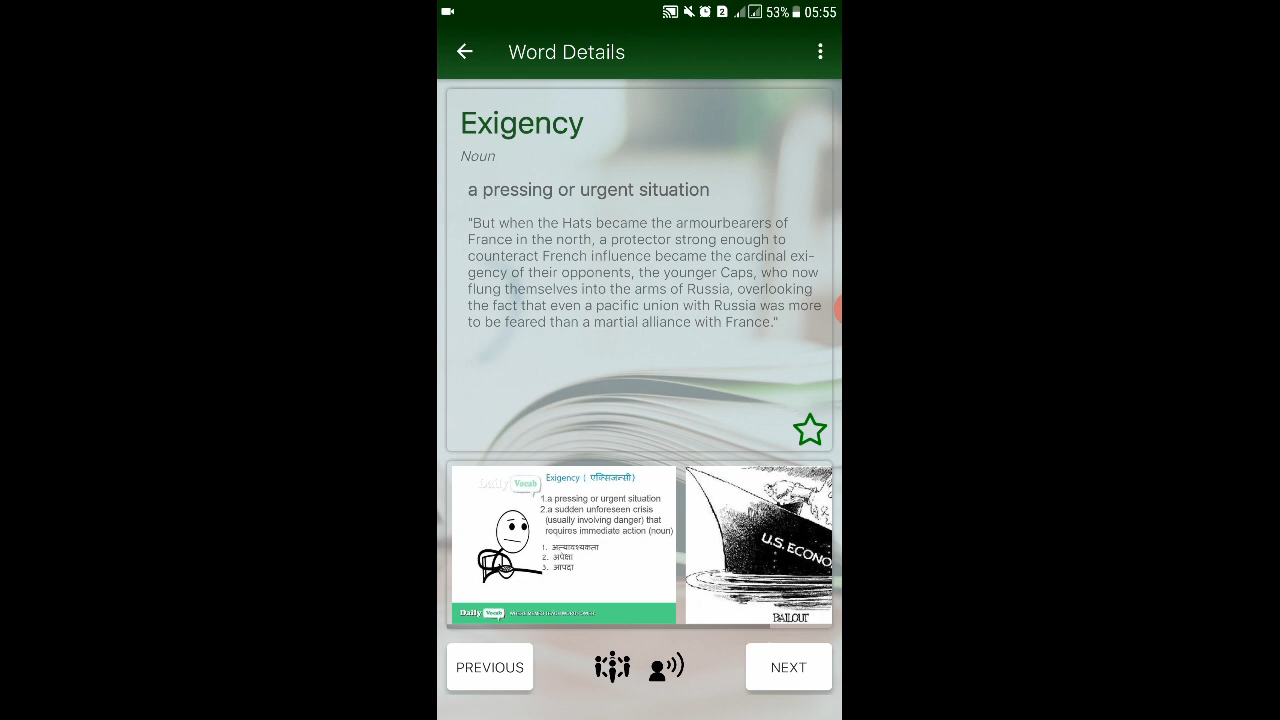 2 53% 05:55
Word Details
Exigency
Noun
a pressing or urgent situation
"But when the Hats became the armourbearers of
France in the north, a protector strong enough to
counteract French influence became the cardinal exi-
gency of their opponents, the younger Caps, who now
flung themselves into the arms of Russia, overlooking
the fact that even a pacific union with Russia was more
to be feared than a martial alliance with France."
Daily Vocab
Exigency ( एक्सिजन्सी)
1.a pressing or urgent situation
2.a sudden unforeseen crisis
(usually involving danger) that
requires immediate action (noun)
1. अत्यावश्यकता
2. अपेक्षा
3. आपदा
Daily Vocab
U.S. ECONO
BAILOUT
PREVIOUS
NEXT